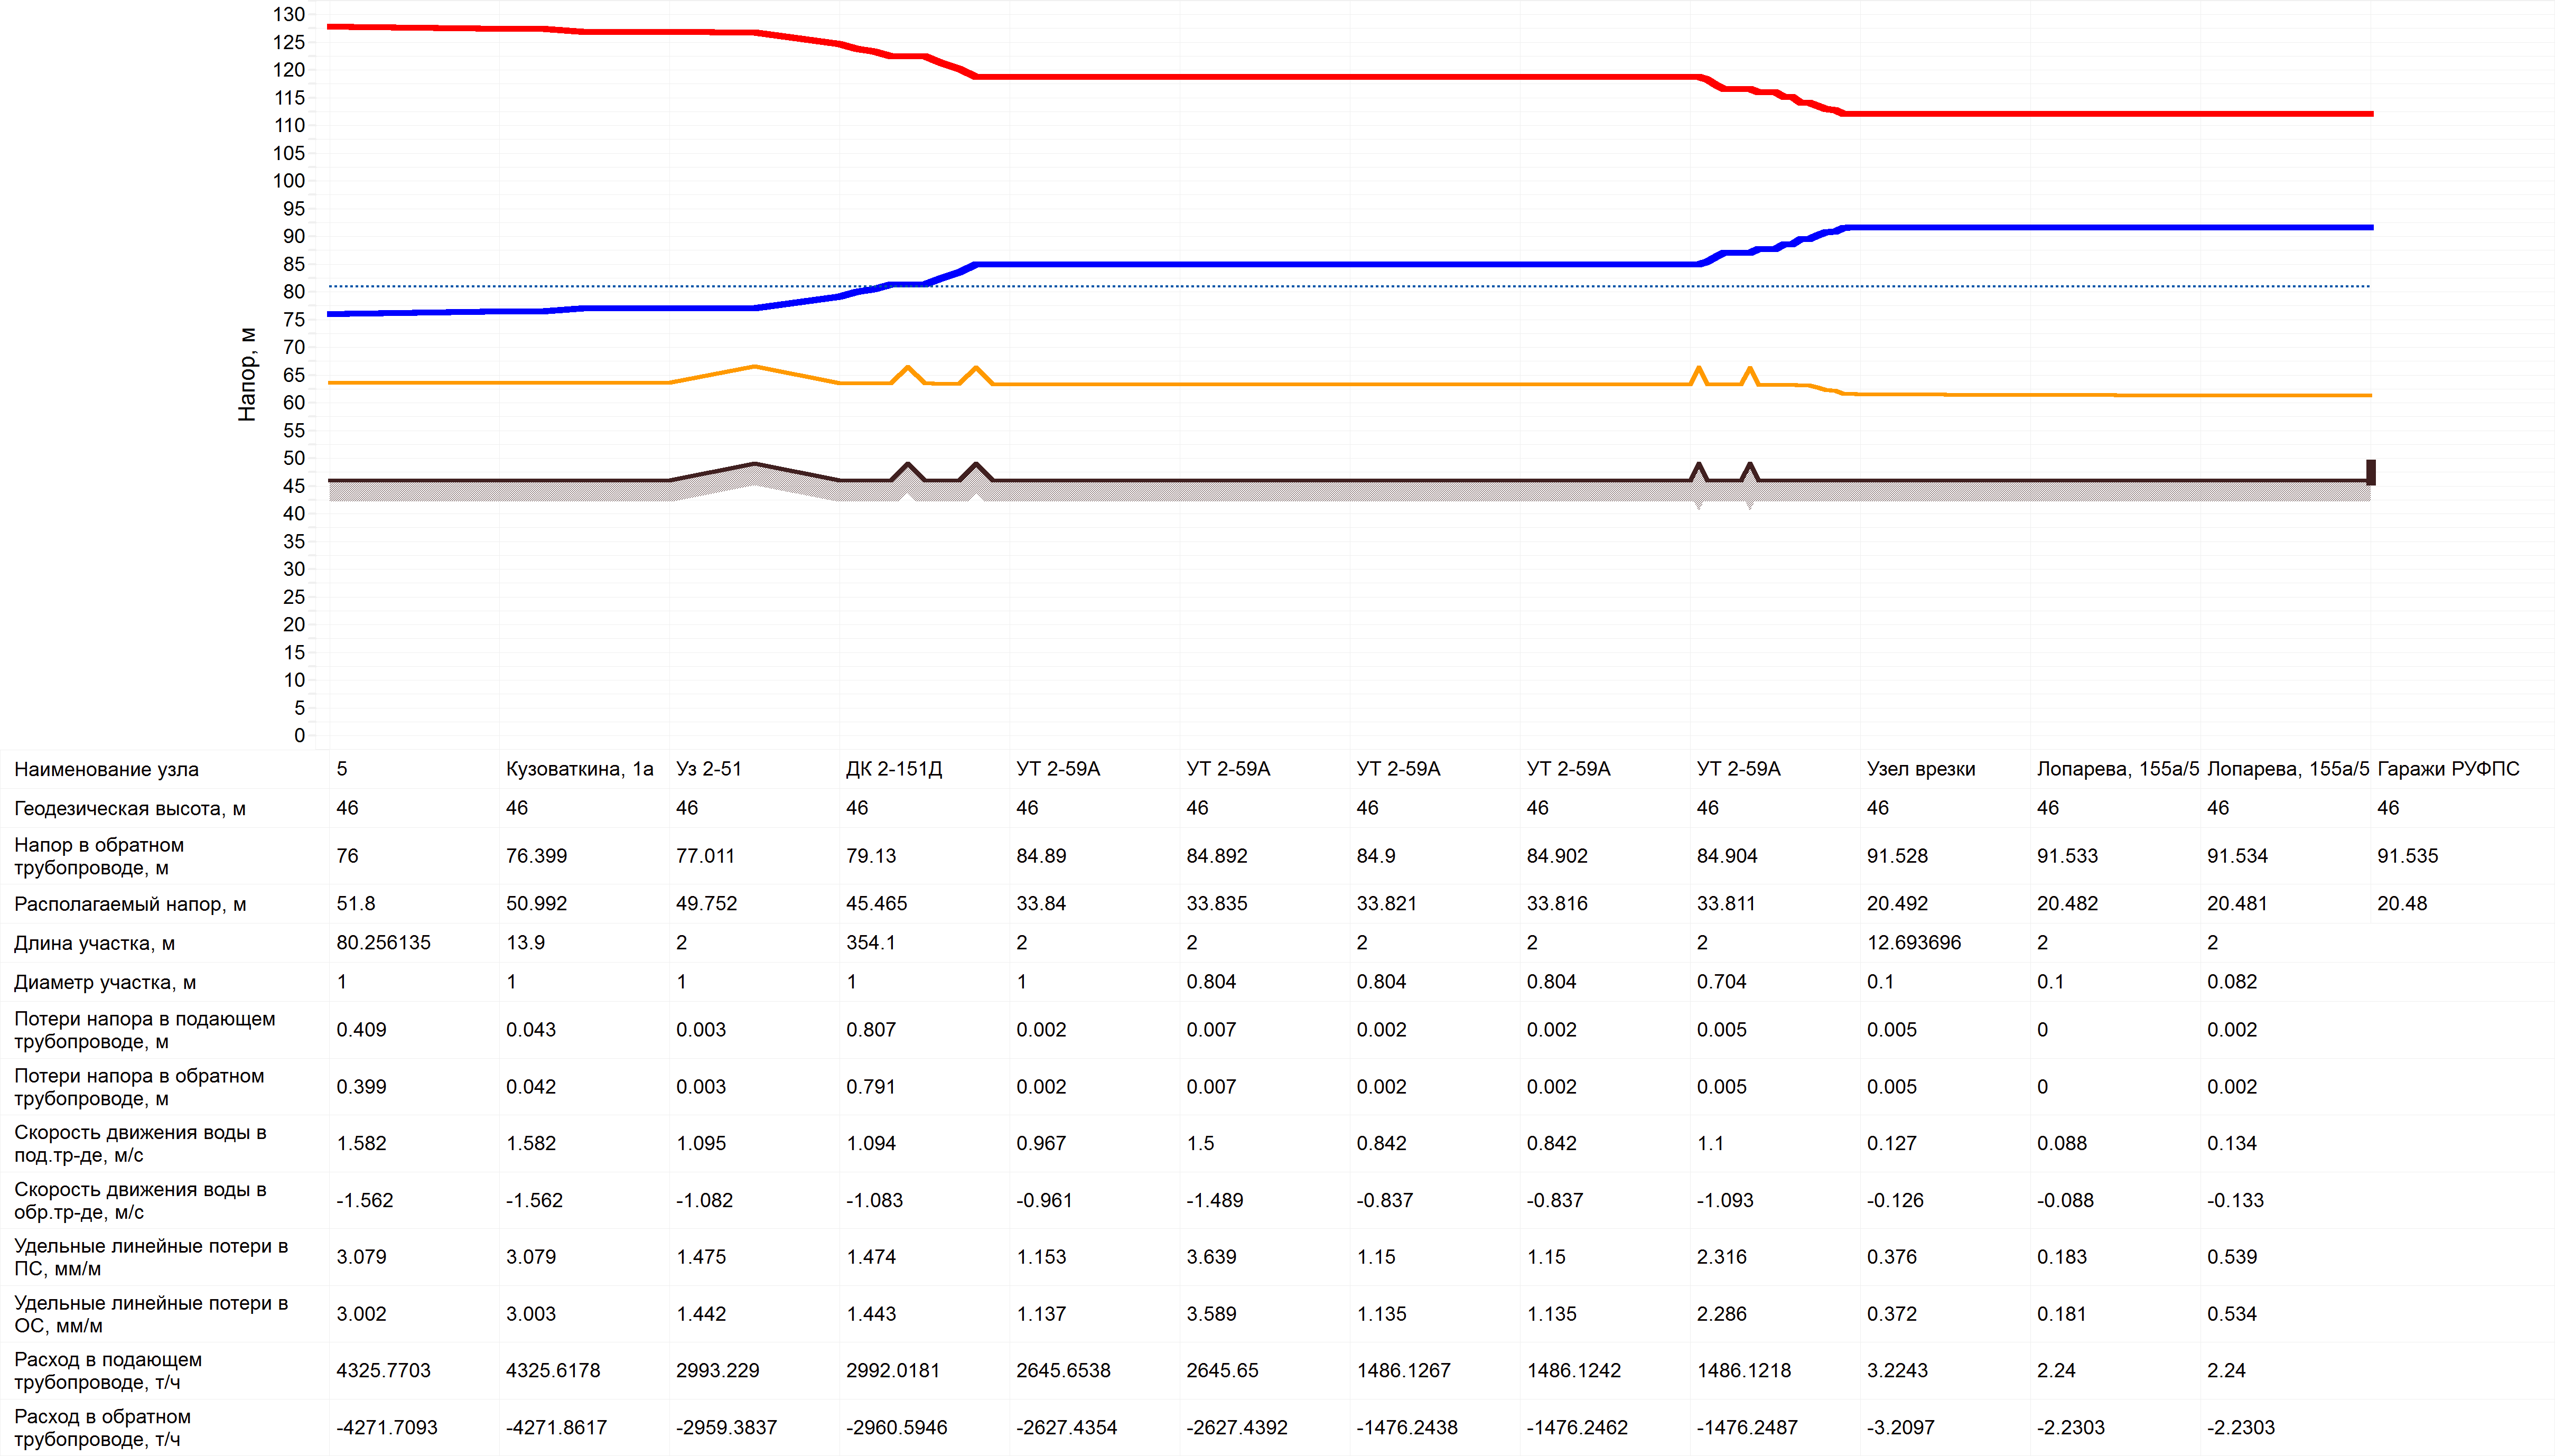 130
125
120
115
110
105
100
95
90
85
80
75
70
65
60
55
50
45
40
35
30
25
20
15
10
5
0
Напор, м
Наименование узла 5 Кузоваткина, 1а Уз 2-51 ДК 2-151Д УТ 2-59А УТ 2-59А УТ 2-59А УТ 2-59А УТ 2-59А Узел врезки Лопарева, 155а/5 Лопарева, 155а/5 Гаражи РУФПС
Геодезическая высота, м 46 46 46 46 46 46 46 46 46 46 46 46 46
Напор в обратном
трубопроводе, м 76 76.399 77.011 79.13 84.89 84.892 84.9 84.902 84.904 91.528 91.533 91.534 91.535
Располагаемый напор, м 51.8 50.992 49.752 45.465 33.84 33.835 33.821 33.816 33.811 20.492 20.482 20.481 20.48
Длина участка, м 80.256135 13.9 2 354.1 2 2 2 2 2 12.693696 2 2
Диаметр участка, м 1 1 1 1 1 0.804 0.804 0.804 0.704 0.1 0.1 0.082
Потери напора в подающем
трубопроводе, м 0.409 0.043 0.003 0.807 0.002 0.007 0.002 0.002 0.005 0.005 0 0.002
Потери напора в обратном
трубопроводе, м 0.399 0.042 0.003 0.791 0.002 0.007 0.002 0.002 0.005 0.005 0 0.002
Скорость движения воды в
под.тр-де, м/с 1.582 1.582 1.095 1.094 0.967 1.5 0.842 0.842 1.1 0.127 0.088 0.134
Скорость движения воды в
обр.тр-де, м/с -1.562 -1.562 -1.082 -1.083 -0.961 -1.489 -0.837 -0.837 -1.093 -0.126 -0.088 -0.133
Удельные линейные потери в
ПС, мм/м 3.079 3.079 1.475 1.474 1.153 3.639 1.15 1.15 2.316 0.376 0.183 0.539
Удельные линейные потери в
ОС, мм/м 3.002 3.003 1.442 1.443 1.137 3.589 1.135 1.135 2.286 0.372 0.181 0.534
Расход в подающем
трубопроводе, т/ч 4325.7703 4325.6178 2993.229 2992.0181 2645.6538 2645.65 1486.1267 1486.1242 1486.1218 3.2243 2.24 2.24
Расход в обратном
трубопроводе, т/ч -4271.7093 -4271.8617 -2959.3837 -2960.5946 -2627.4354 -2627.4392 -1476.2438 -1476.2462 -1476.2487 -3.2097 -2.2303 -2.2303